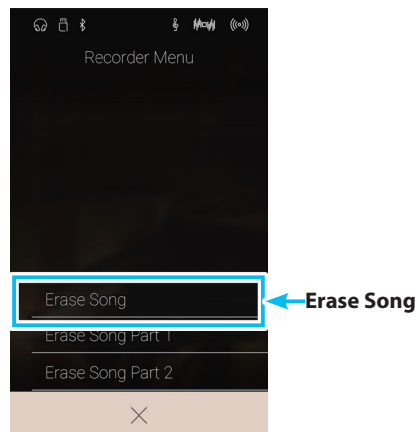 Recorder Menu
Erase Song
Erase Song
Erase Song Part 1
Erase Song Part 2